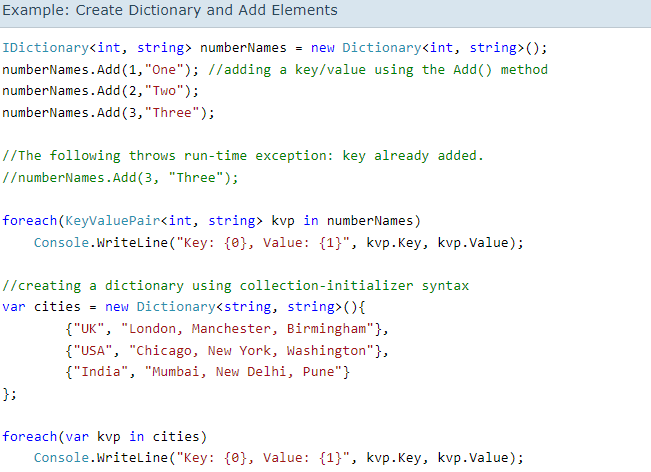 Example: Create Dictionary and Add Elements
IDictionary<int, string> numberNames = new Dictionary<int, string>();
numberNames.Add(1,"One"); //adding a key/value using the Add() method
numberNames.Add(2,"Two");
numberNames.Add(3,"Three");
//The following throws run-time exception: key already added.
//numberNames.Add(3, "Three");
foreach(KeyValuePair<int, string> kvp in numberNames)
    Console.WriteLine("Key: {0}, Value: {1}", kvp.Key, kvp.Value);
//creating a dictionary using collection-initializer syntax
var cities = new Dictionary<string, string>(){
        {"UK", "London, Manchester, Birmingham"},
        {"USA", "Chicago, New York, Washington"},
        {"India", "Mumbai, New Delhi, Pune"}
};
foreach(var kvp in cities)
    Console.WriteLine("Key: {0}, Value: {1}", kvp.Key, kvp.Value);